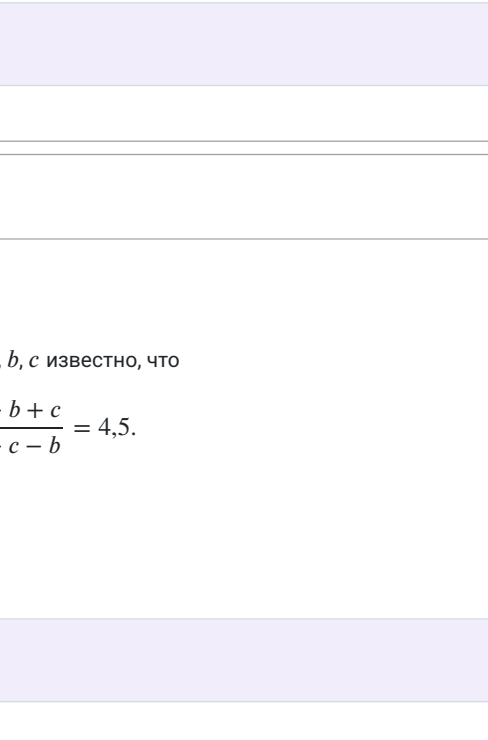 , b, c известно, что
b + c
= 4,5.
c − b